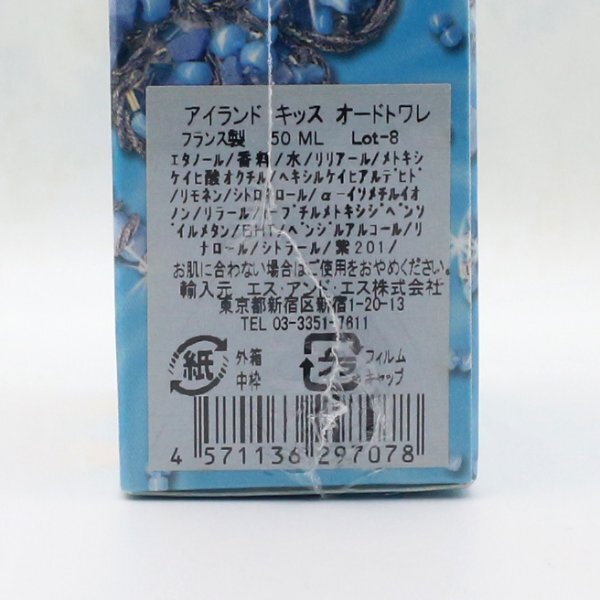 アイランド キッス オードトワレ
フランス製 50 ML Lot-8
エタノール/香料/水/リリアール/メトキシ
ケイヒ酸オクチル/ヘキシルケイヒアルデヒド
/リモネン/シトロネロール/α-イソメチルイオ
ノン/リラール/ t-ブチルメトキシジベンゾ
イルメタン/BHT/ベンジルアルコール/リ
ナロール/シトラール/紫201/
お肌に合わない場合はご使用をおやめください。
輸入元 エス・アンド・エス株式会社
東京都新宿区新宿1-20-13
TEL 03-3351-7611
紙 外箱
中枠
プラ フィルム
キャップ
4 571136 297078